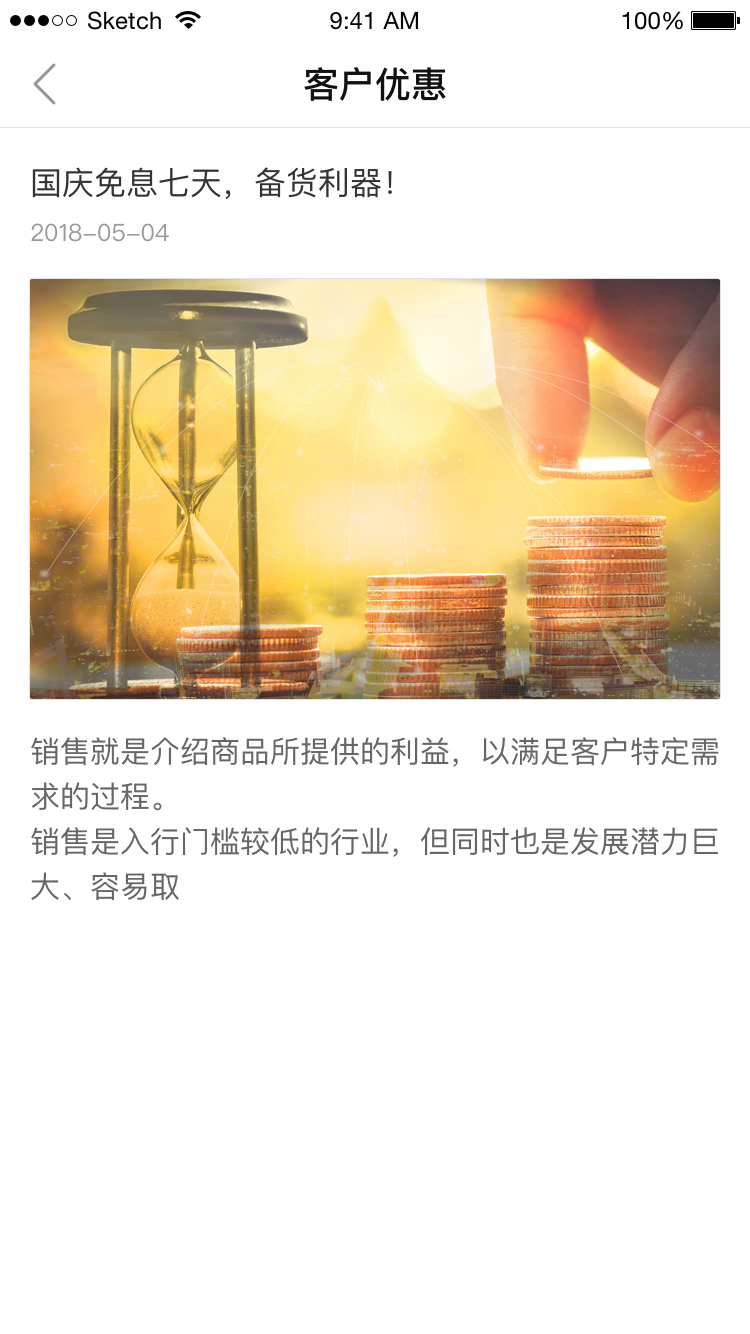 Sketch 9:41 AM 100%
客户优惠
国庆免息七天，备货利器！
2018-05-04
销售就是介绍商品所提供的利益，以满足客户特定需
求的过程。
销售是入行门槛较低的行业，但同时也是发展潜力巨
大、容易取